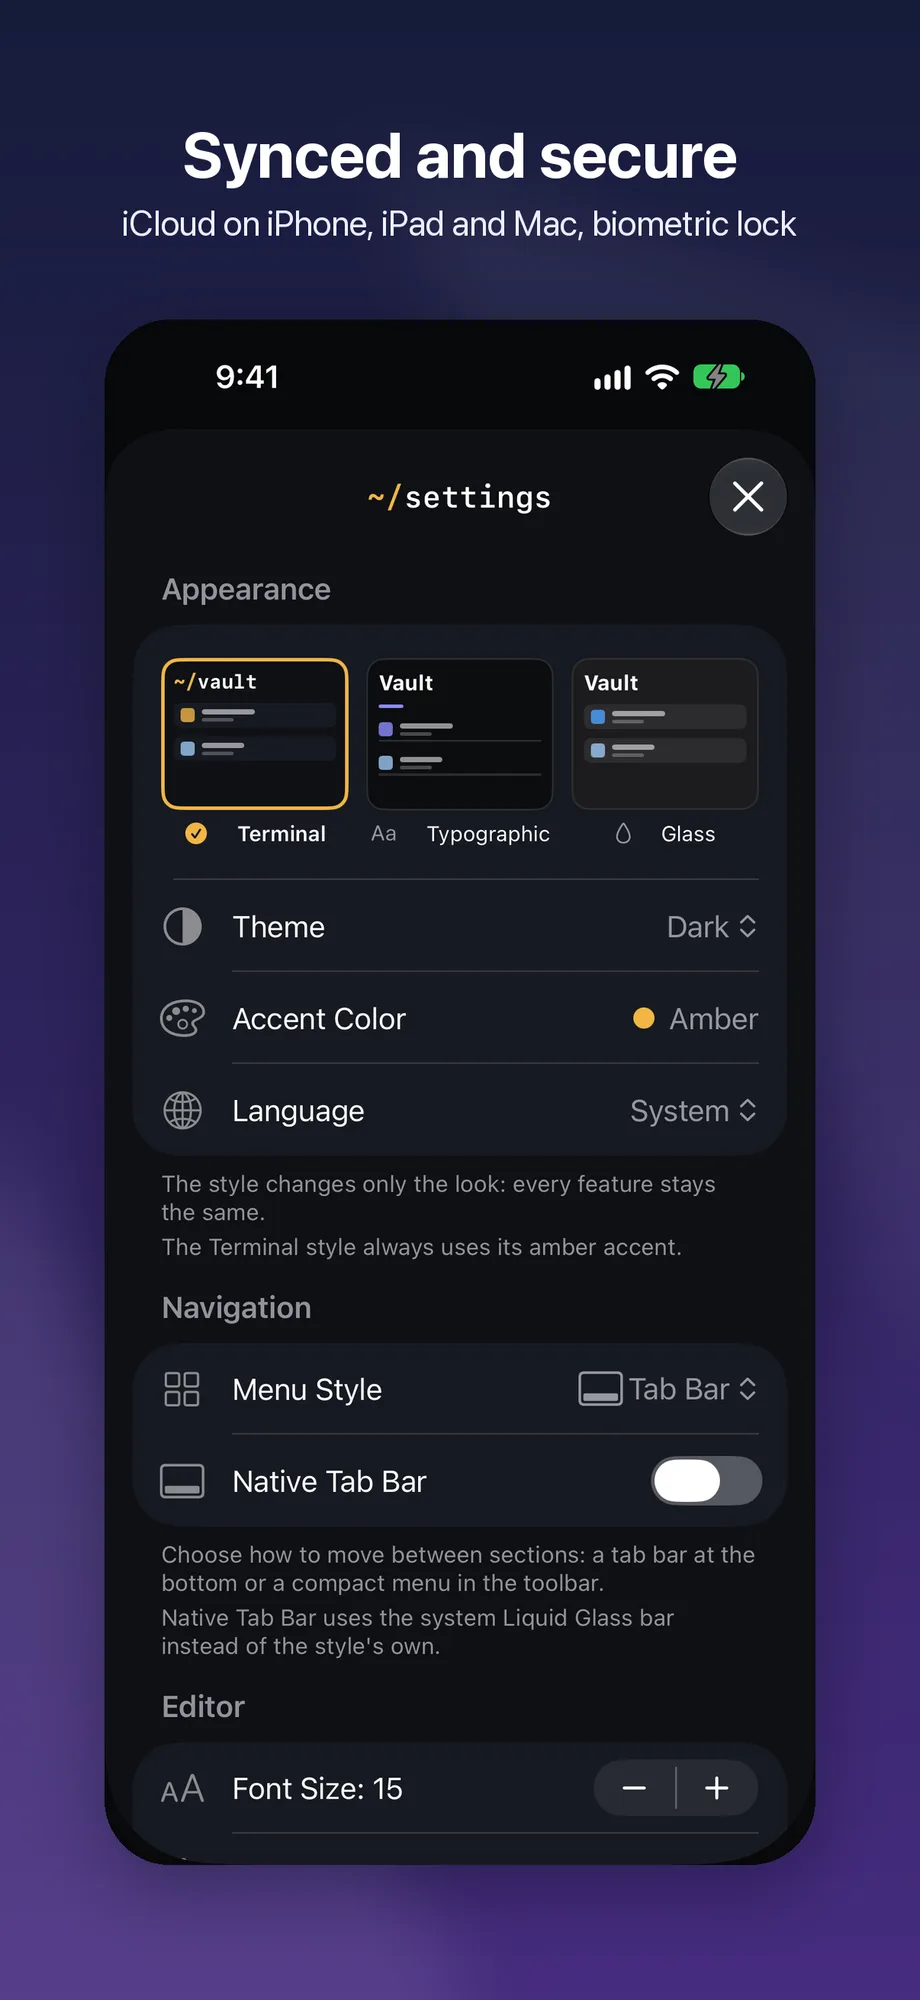 Synced and secure
iCloud on iPhone, iPad and Mac, biometric lock
9:41
~/settings
Appearance
~/vault
Vault
Vault
Terminal
Aa Typographic
Glass
Theme
Dark
Accent Color
Amber
Language
System
The style changes only the look: every feature stays
the same.
The Terminal style always uses its amber accent.
Navigation
Menu Style
Tab Bar
Native Tab Bar
Choose how to move between sections: a tab bar at the
bottom or a compact menu in the toolbar.
Native Tab Bar uses the system Liquid Glass bar
instead of the style's own.
Editor
AA Font Size: 15
− +